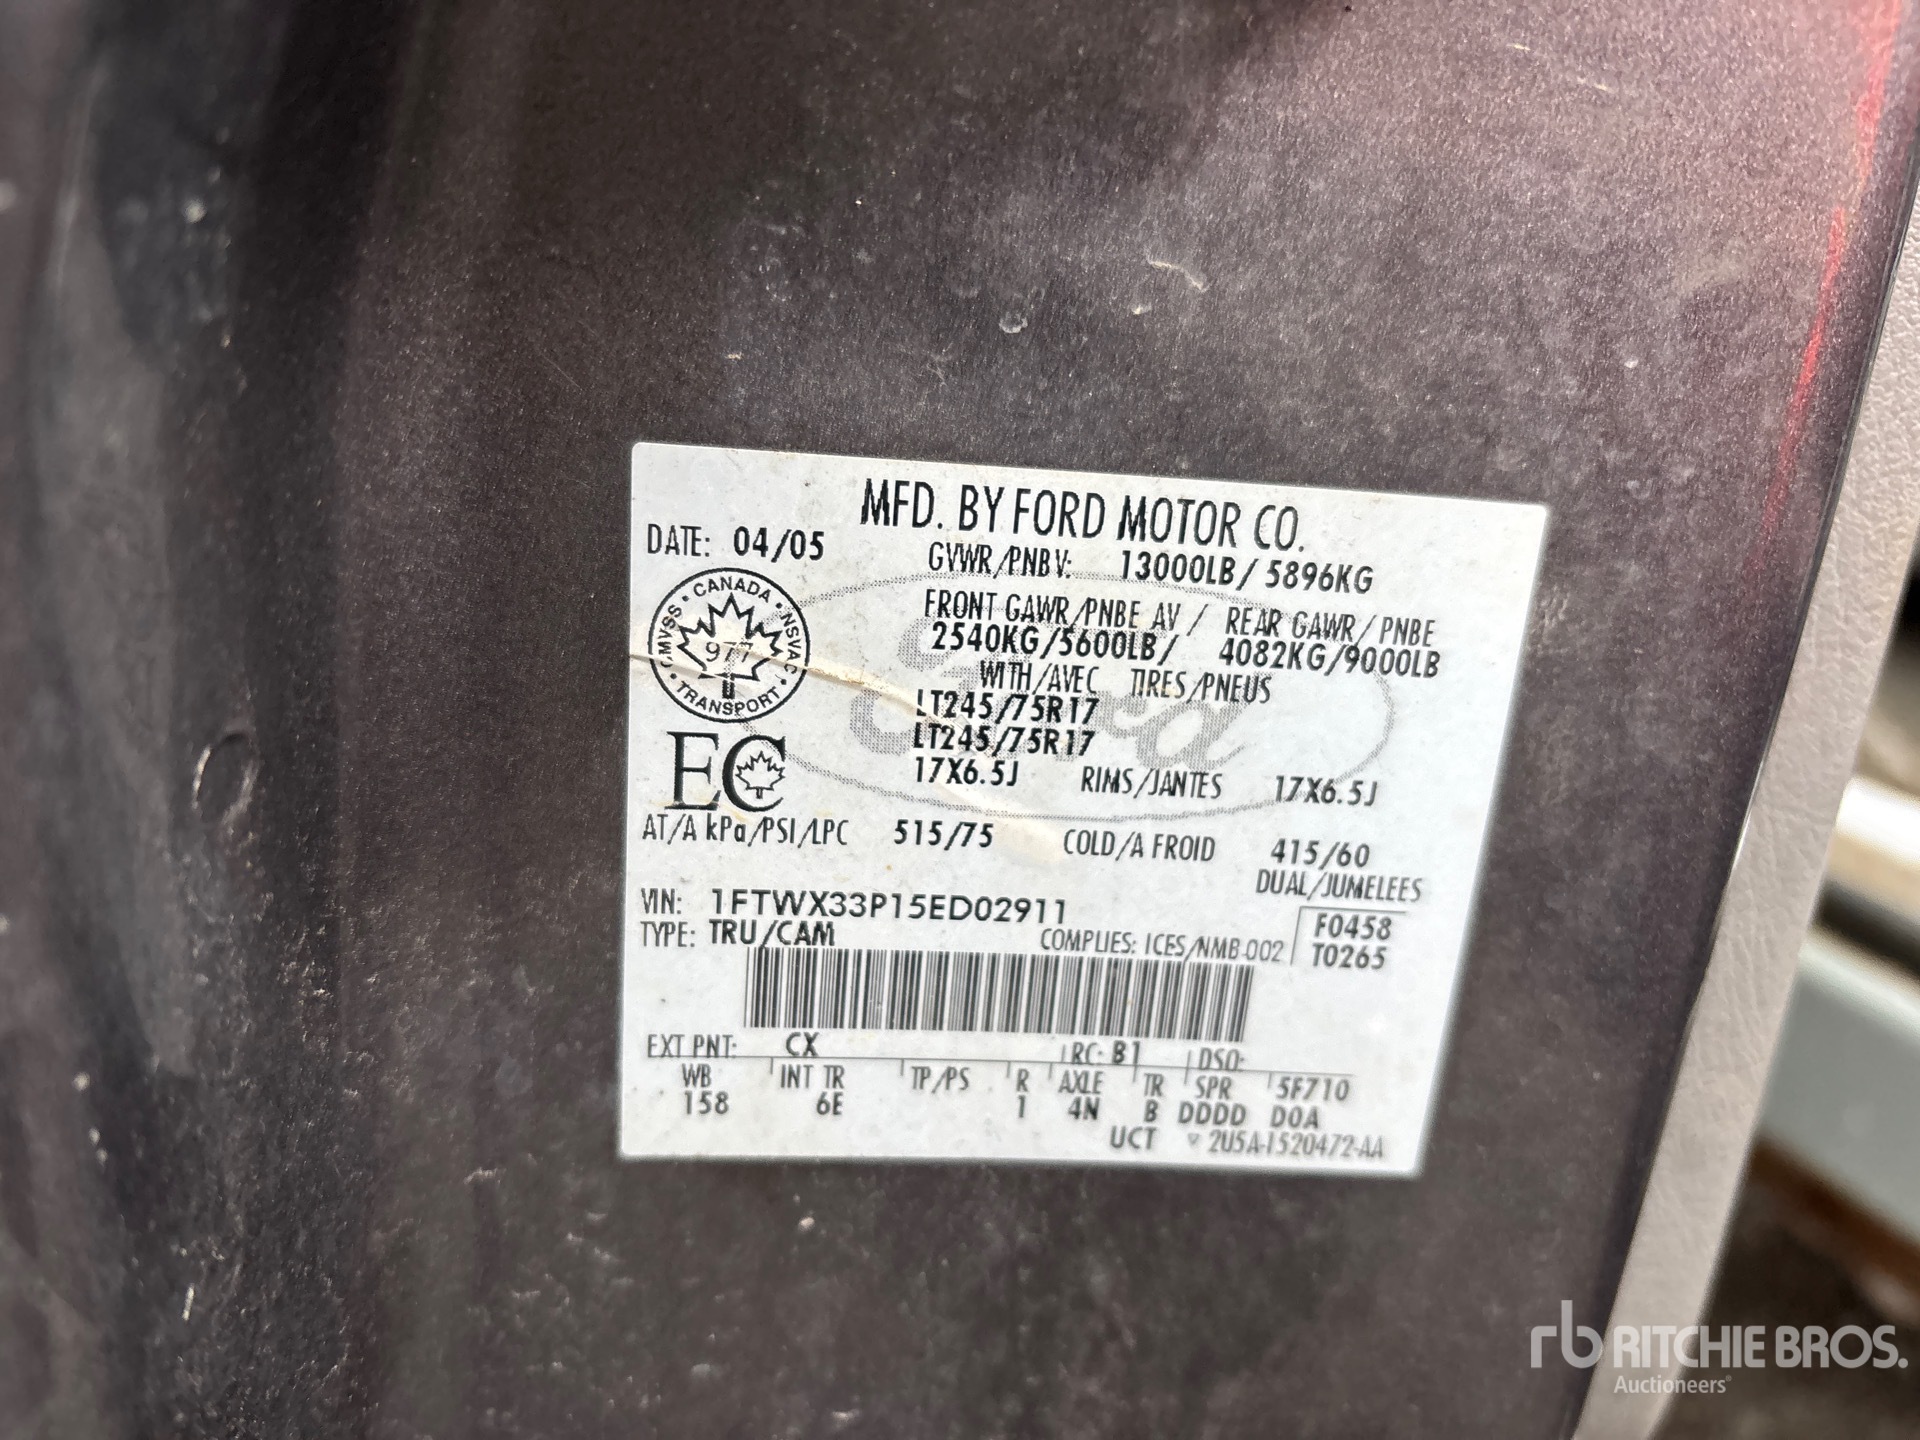 MFD. BY FORD MOTOR CO.
DATE: 04/05
GVWR/PNBV: 13000LB/ 5896KG
FRONT GAWR/PNBE AV / REAR GAWR/PNBE
2540KG/5600LB/ 4082KG/9000LB
WITH/AVEC TIRES/PNEUS
LT245/75R17
LT245/75R17
17X6.5J RIMS/JANTES 17X6.5J
CANADA · NSVAC · TRANSPORT · CMVSS
977
EC
AT/A kPa/PSI/LPC 515/75 COLD/A FROID 415/60
DUAL/JUMELEES
VIN: 1FTWX33P15ED02911
TYPE: TRU/CAM COMPLIES: ICES/NMB-002
F0458
T0265
EXT PNT: CX RC: B1 DSO:
WB INT TR TP/PS R AXLE TR SPR 5F710
158 6E 1 4N B DDDD D0A
UCT 2U5A-1520472-AA
Ford
rb RITCHIE BROS.
Auctioneers